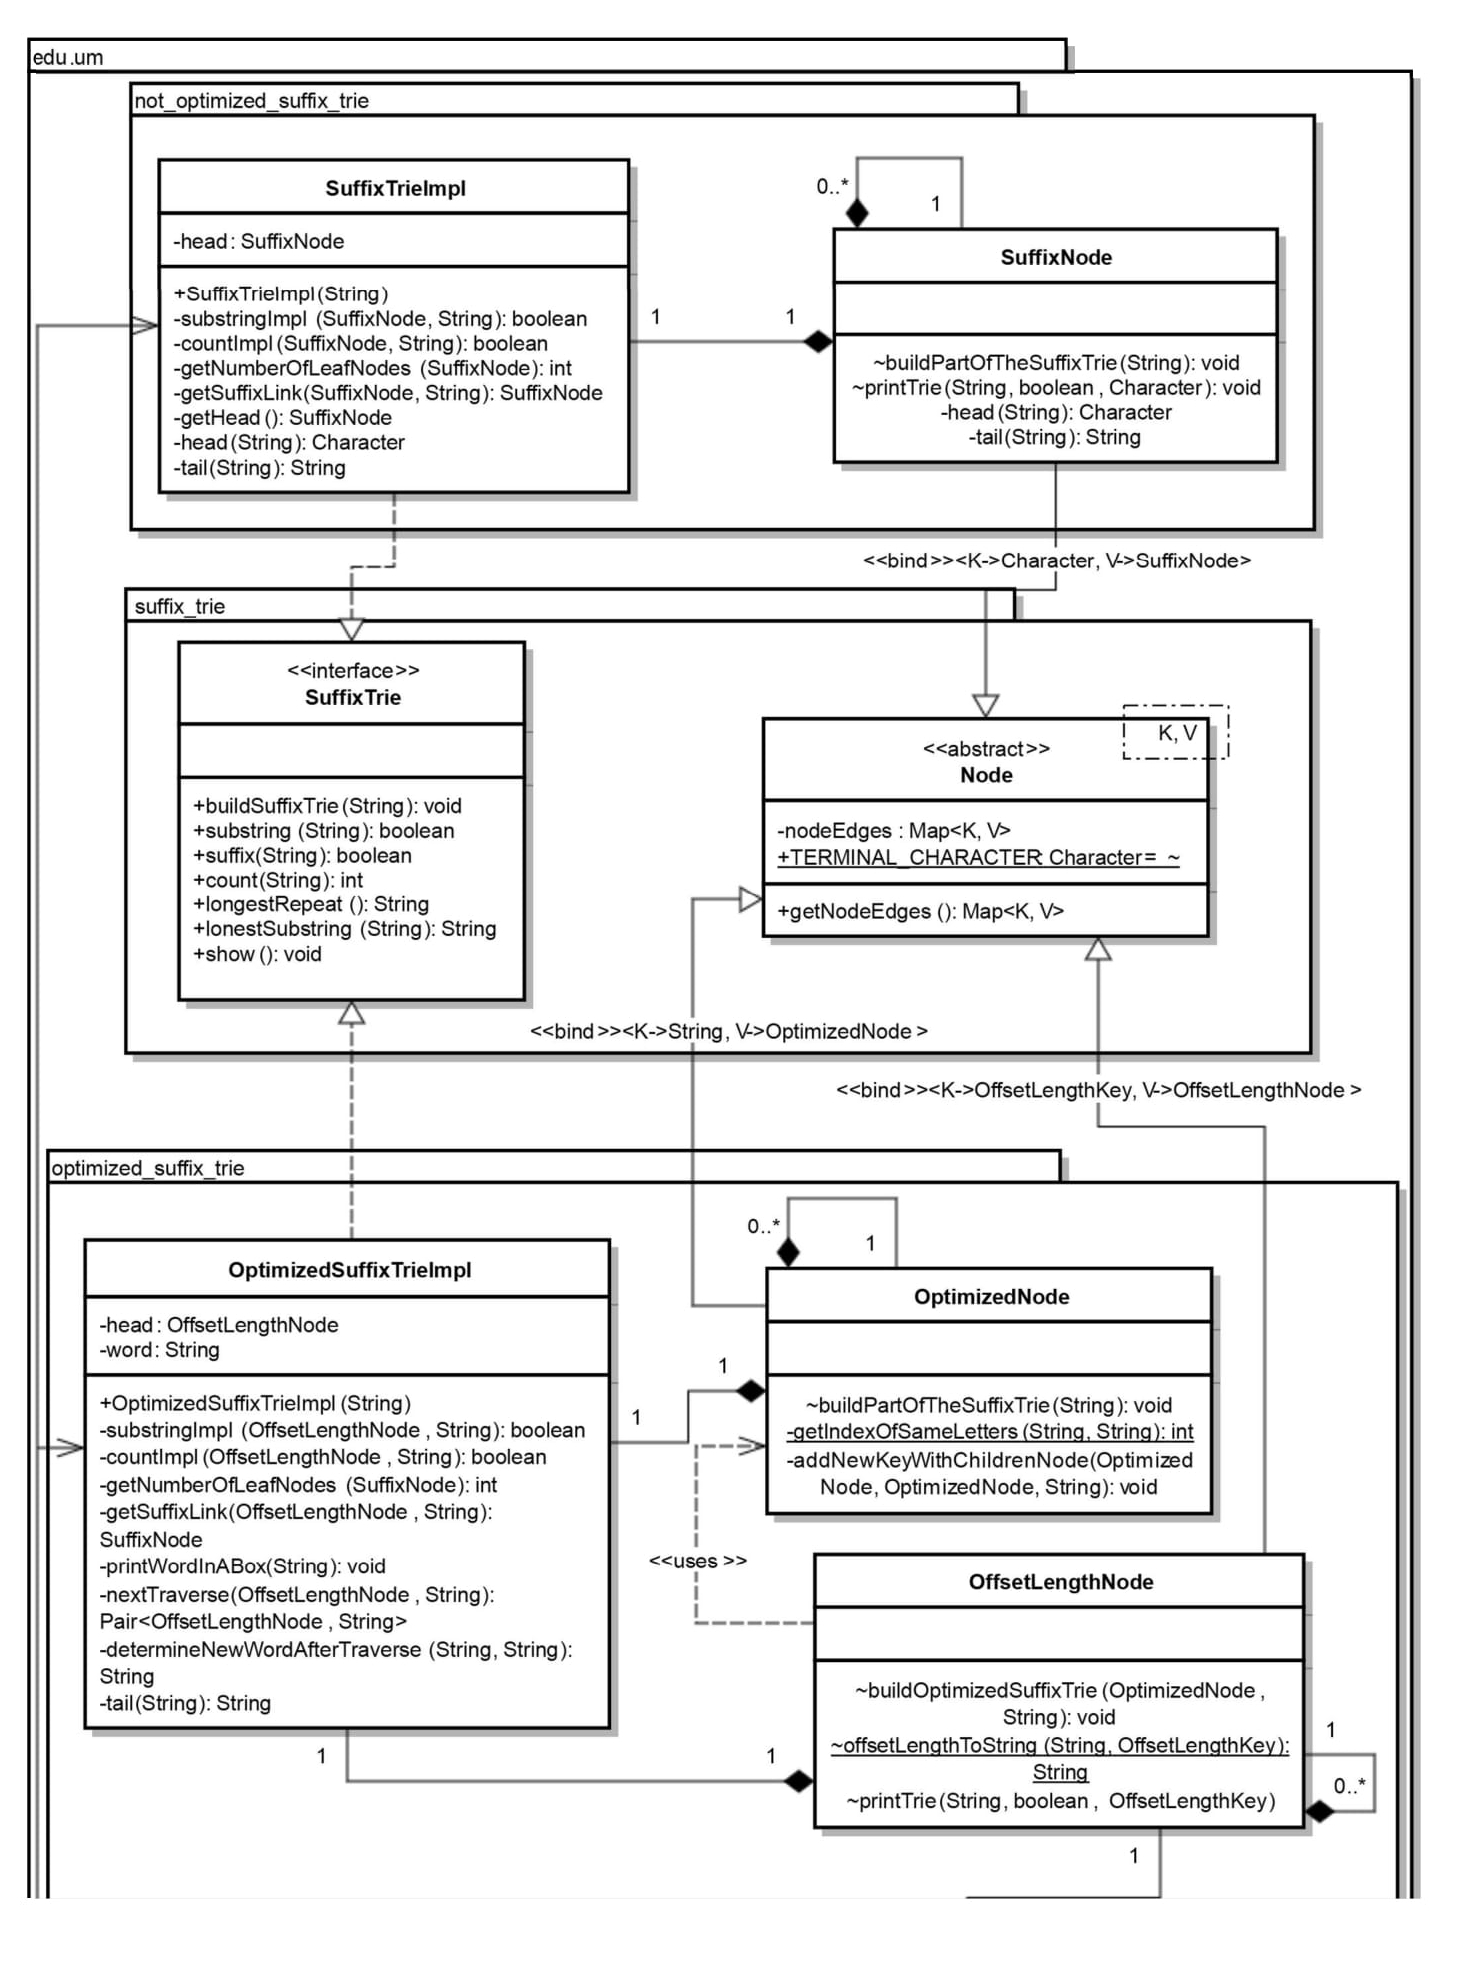 edu.um
not_optimized_suffix_trie
SuffixTrieImpl
-head: SuffixNode
+SuffixTrieImpl(String)
-substringImpl (SuffixNode, String): boolean
-countImpl(SuffixNode, String): boolean
-getNumberOfLeafNodes (SuffixNode): int
-getSuffixLink(SuffixNode, String): SuffixNode
-getHead (): SuffixNode
-head(String): Character
-tail(String): String
0..*
1
SuffixNode
1
1
~buildPartOfTheSuffixTrie(String): void
~printTrie(String, boolean, Character): void
-head(String): Character
-tail(String): String
<<bind>><K->Character, V->SuffixNode>
suffix_trie
<<interface>>
SuffixTrie
+buildSuffixTrie(String): void
+substring (String): boolean
+suffix(String): boolean
+count(String): int
+longestRepeat (): String
+lonestSubstring (String): String
+show(): void
K, V
<<abstract>>
Node
-nodeEdges : Map<K, V>
+TERMINAL_CHARACTER: Character= ~
+getNodeEdges (): Map<K, V>
<<bind>><K->String, V->OptimizedNode >
<<bind>><K->OffsetLengthKey, V->OffsetLengthNode >
optimized_suffix_trie
OptimizedSuffixTrieImpl
-head: OffsetLengthNode
-word: String
+OptimizedSuffixTrieImpl(String)
-substringImpl (OffsetLengthNode, String): boolean
-countImpl(OffsetLengthNode, String): boolean
-getNumberOfLeafNodes (SuffixNode): int
-getSuffixLink(OffsetLengthNode, String):
SuffixNode
-printWordInABox(String): void
-nextTraverse(OffsetLengthNode, String):
Pair<OffsetLengthNode, String>
-determineNewWordAfterTraverse (String, String):
String
-tail(String): String
0..*
1
OptimizedNode
1
1
~buildPartOfTheSuffixTrie(String): void
-getIndexOfSameLetters(String, String): int
-addNewKeyWithChildrenNode(Optimized
Node, OptimizedNode, String): void
<<uses >>
OffsetLengthNode
~buildOptimizedSuffixTrie(OptimizedNode,
String): void
~offsetLengthToString (String, OffsetLengthKey):
String
~printTrie(String, boolean, OffsetLengthKey)
1
0..*
1
1
1